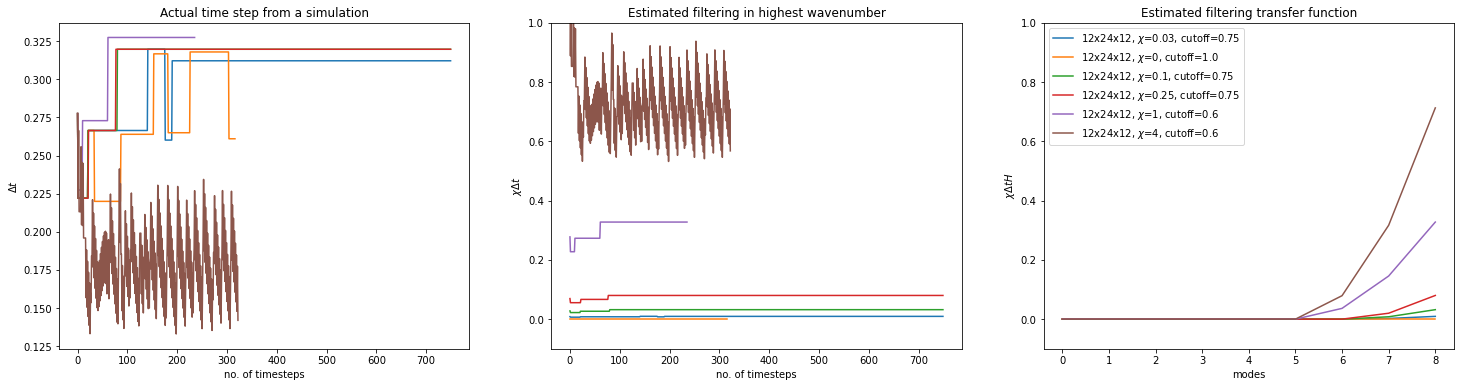 Actual time step from a simulation
Δt
0.325
0.300
0.275
0.250
0.225
0.200
0.175
0.150
0.125
0 100 200 300 400 500 600 700
no. of timesteps
Estimated filtering in highest wavenumber
χΔt
1.0
0.8
0.6
0.4
0.2
0.0
0 100 200 300 400 500 600 700
no. of timesteps
Estimated filtering transfer function
χΔtH
1.0
0.8
0.6
0.4
0.2
0.0
12x24x12, χ=0.03, cutoff=0.75
12x24x12, χ=0, cutoff=1.0
12x24x12, χ=0.1, cutoff=0.75
12x24x12, χ=0.25, cutoff=0.75
12x24x12, χ=1, cutoff=0.6
12x24x12, χ=4, cutoff=0.6
0 1 2 3 4 5 6 7 8
modes